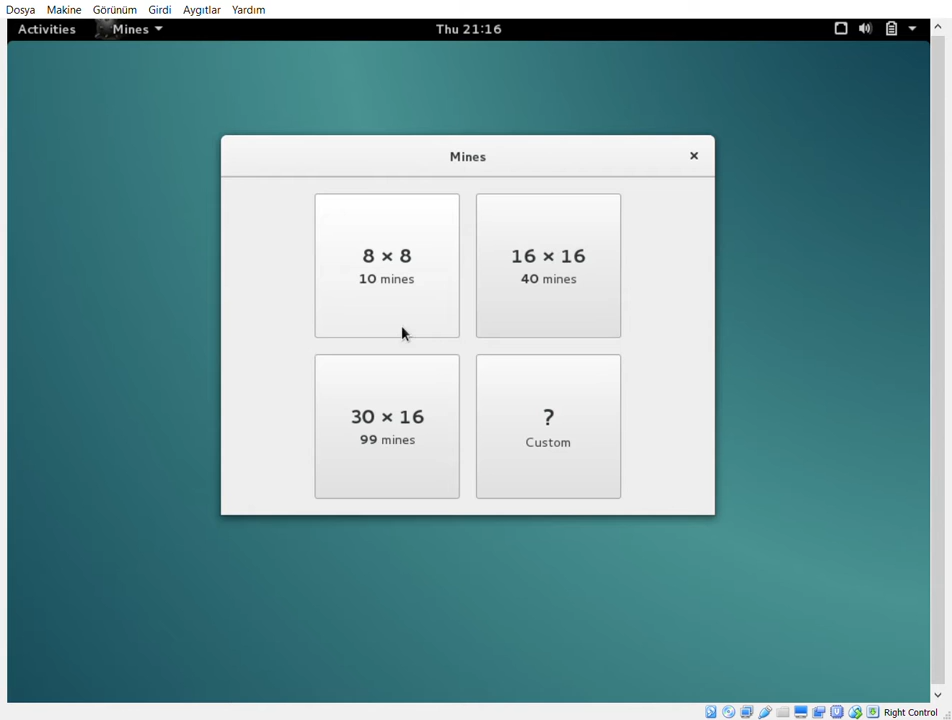 Dosya Makine Görünüm Girdi Aygıtlar Yardım
Activities Mines Thu 21:16
Mines
8 × 8 16 × 16
10 mines 40 mines
30 × 16 ?
99 mines Custom
Right Control